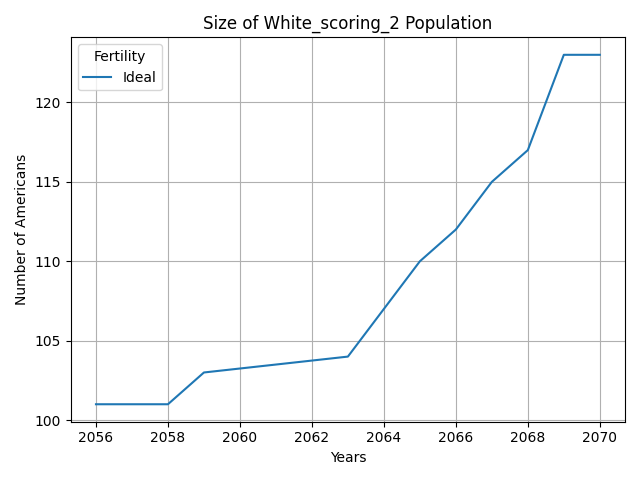 Size of White_scoring_2 Population
Fertility
Ideal
Number of Americans
120
115
110
105
100
2056 2058 2060 2062 2064 2066 2068 2070
Years